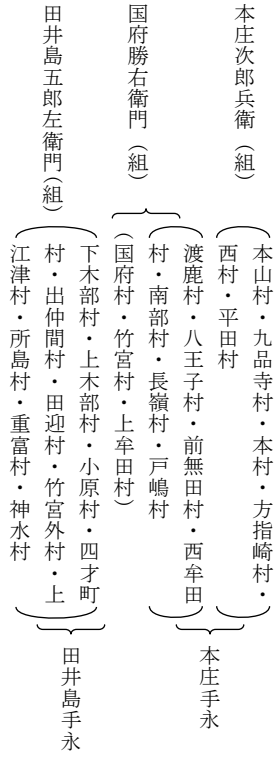 本庄次郎兵衛（組）
本山村・九品寺村・本村・方指崎村・
西村・平田村
国府勝右衛門（組）
渡鹿村・八王子村・前無田村・西牟田
村・南部村・長嶺村・戸嶋村
（国府村・竹宮村・上牟田村）
本庄手永
田井島五郎左衛門（組）
下木部村・上木部村・小原村・四才町
村・出仲間村・田迎村・竹宮外村・上
江津村・所島村・重富村・神水村
田井島手永